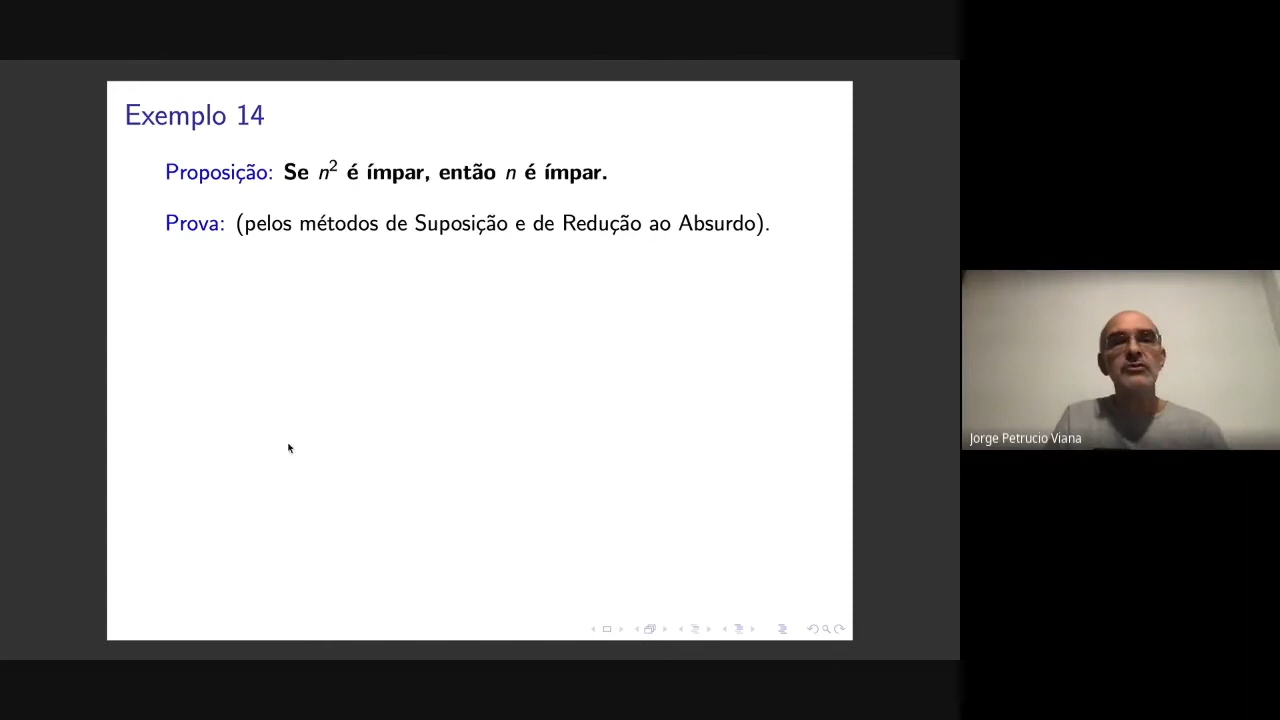 Exemplo 14
Proposição: Se n² é ímpar, então n é ímpar.
Prova: (pelos métodos de Suposição e de Redução ao Absurdo).
Jorge Petrucio Viana